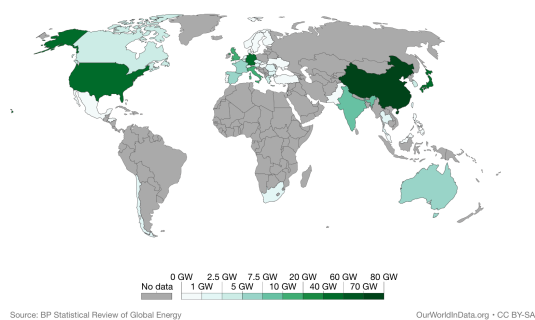 0 GW 2.5 GW 7.5 GW 20 GW 60 GW 80 GW
No data 1 GW 5 GW 10 GW 40 GW 70 GW
Source: BP Statistical Review of Global Energy
OurWorldInData.org • CC BY-SA